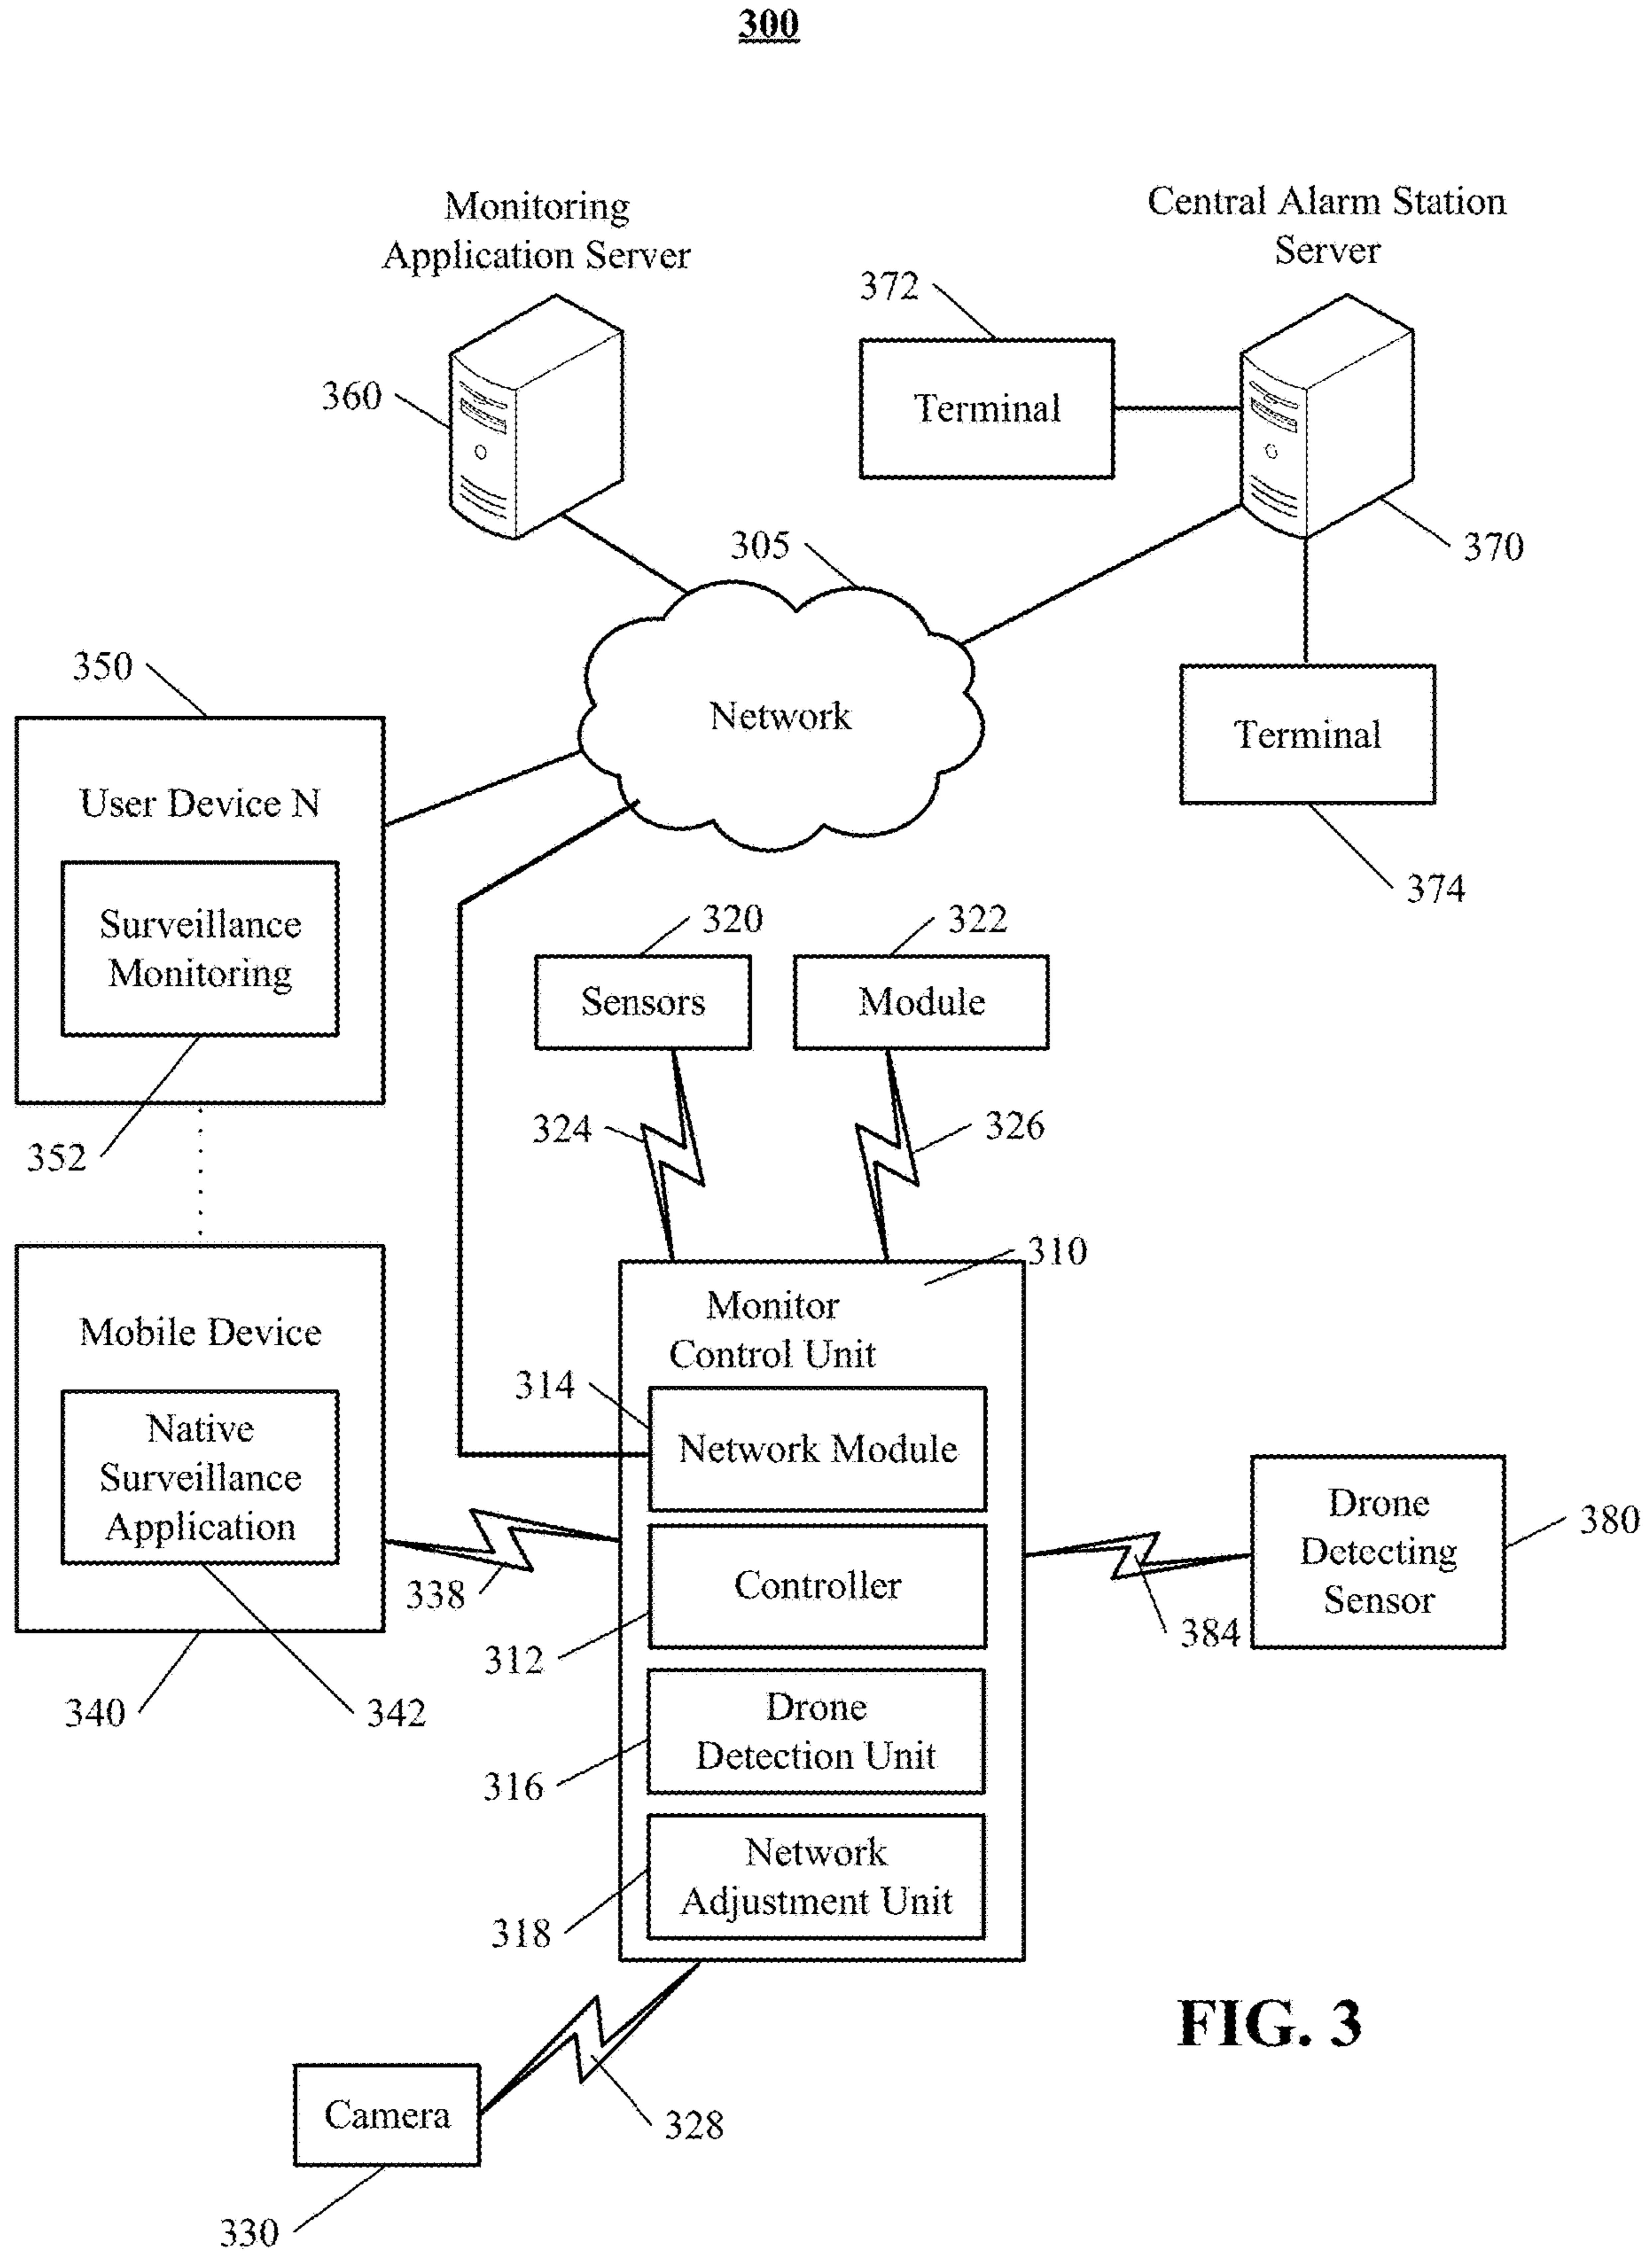 300
Monitoring
Application Server
Central Alarm Station
Server
372
360
Terminal
305
370
350
Network
Terminal
User Device N
374
Surveillance
Monitoring
320
322
Sensors
Module
324
326
352
310
Monitor
Control Unit
Mobile Device
314
Native
Surveillance
Application
Network Module
Drone
Detecting
Sensor
380
338
Controller
384
312
340
342
Drone
Detection Unit
316
Network
Adjustment Unit
318
FIG. 3
Camera
328
330